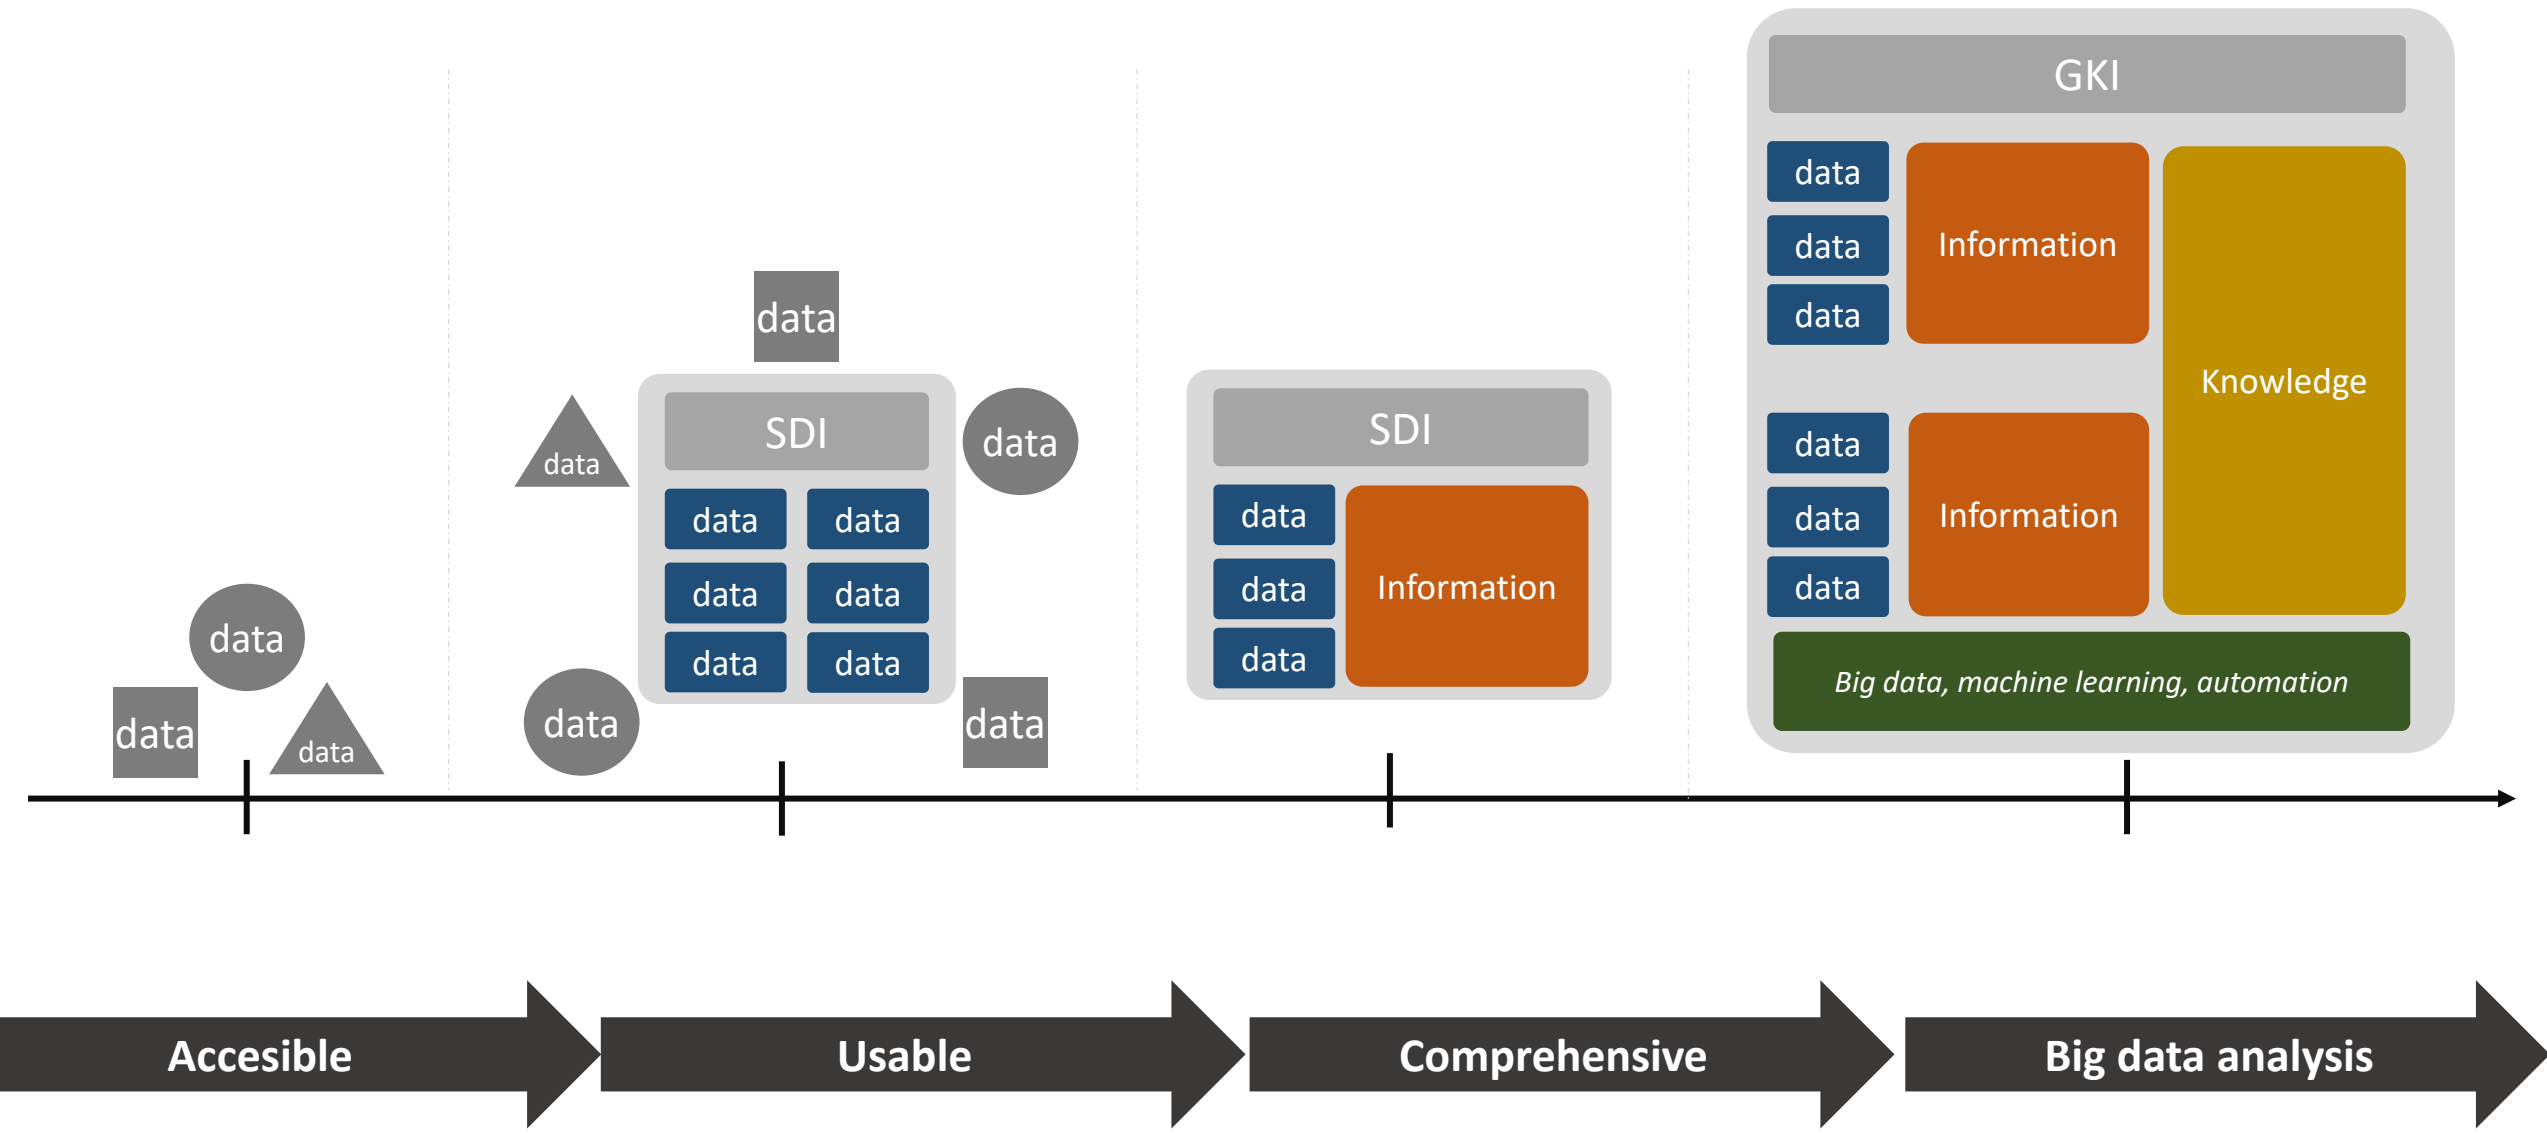 data
data
data
data
data
SDI
data
data
data
data
data
data
data
data
data
data
SDI
data
data
data
Information
GKI
data
data
data
Information
data
data
data
Information
Knowledge
Big data, machine learning, automation
Accesible
Usable
Comprehensive
Big data analysis